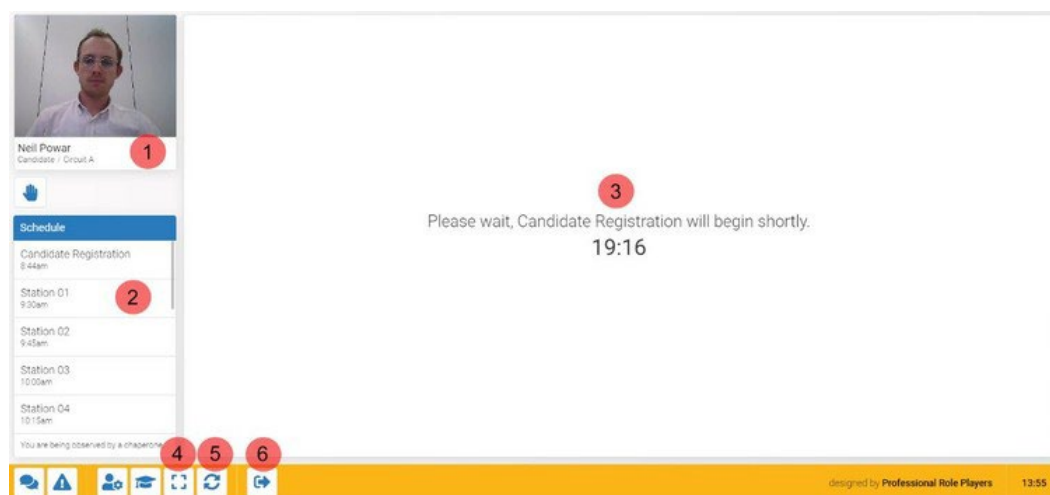 Neil Powar
Candidate / Circuit A
1
Schedule
Candidate Registration
8:44am
Station 01
9:30am
2
Station 02
9:45am
Station 03
10:00am
Station 04
10:15am
You are being observed by a chaperone
3
Please wait, Candidate Registration will begin shortly.
19:16
4
5
6
designed by Professional Role Players
13:55